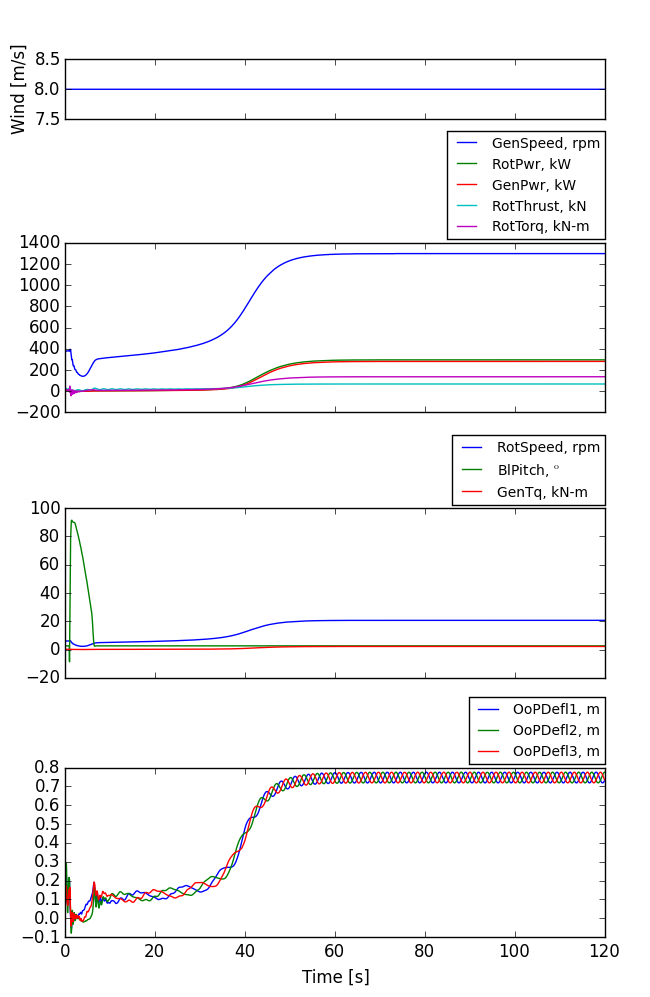 Wind [m/s]
8.5
8.0
7.5
GenSpeed, rpm
RotPwr, kW
GenPwr, kW
RotThrust, kN
RotTorq, kN-m
1400
1200
1000
800
600
400
200
0
−200
RotSpeed, rpm
BlPitch, °
GenTq, kN-m
100
80
60
40
20
0
−20
OoPDefl1, m
OoPDefl2, m
OoPDefl3, m
0.8
0.7
0.6
0.5
0.4
0.3
0.2
0.1
0.0
−0.1
0 20 40 60 80 100 120
Time [s]